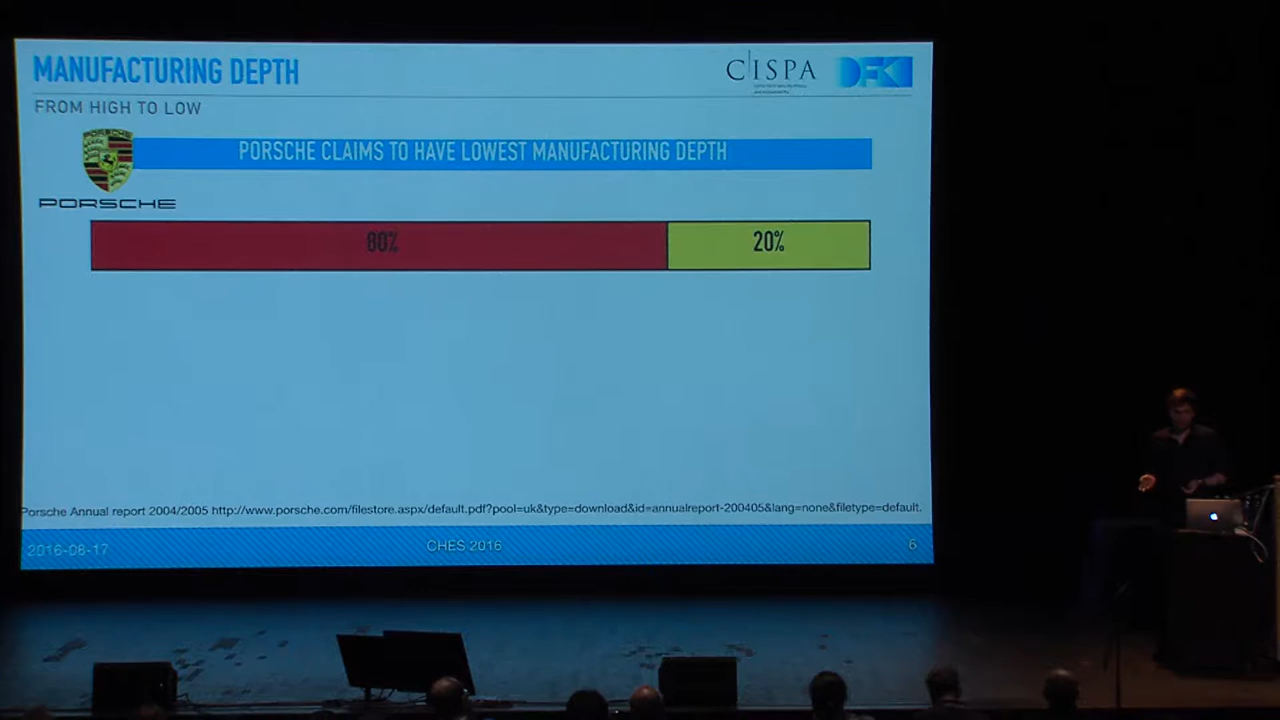 MANUFACTURING DEPTH
CISPA
DFKI
FROM HIGH TO LOW
PORSCHE CLAIMS TO HAVE LOWEST MANUFACTURING DEPTH
PORSCHE
80%
20%
Porsche Annual report 2004/2005 http://www.porsche.com/filestore.aspx/default.pdf?pool=uk&type=download&id=annualreport-200405&lang=none&filetype=default.
2016-08-17
CHES 2016
6